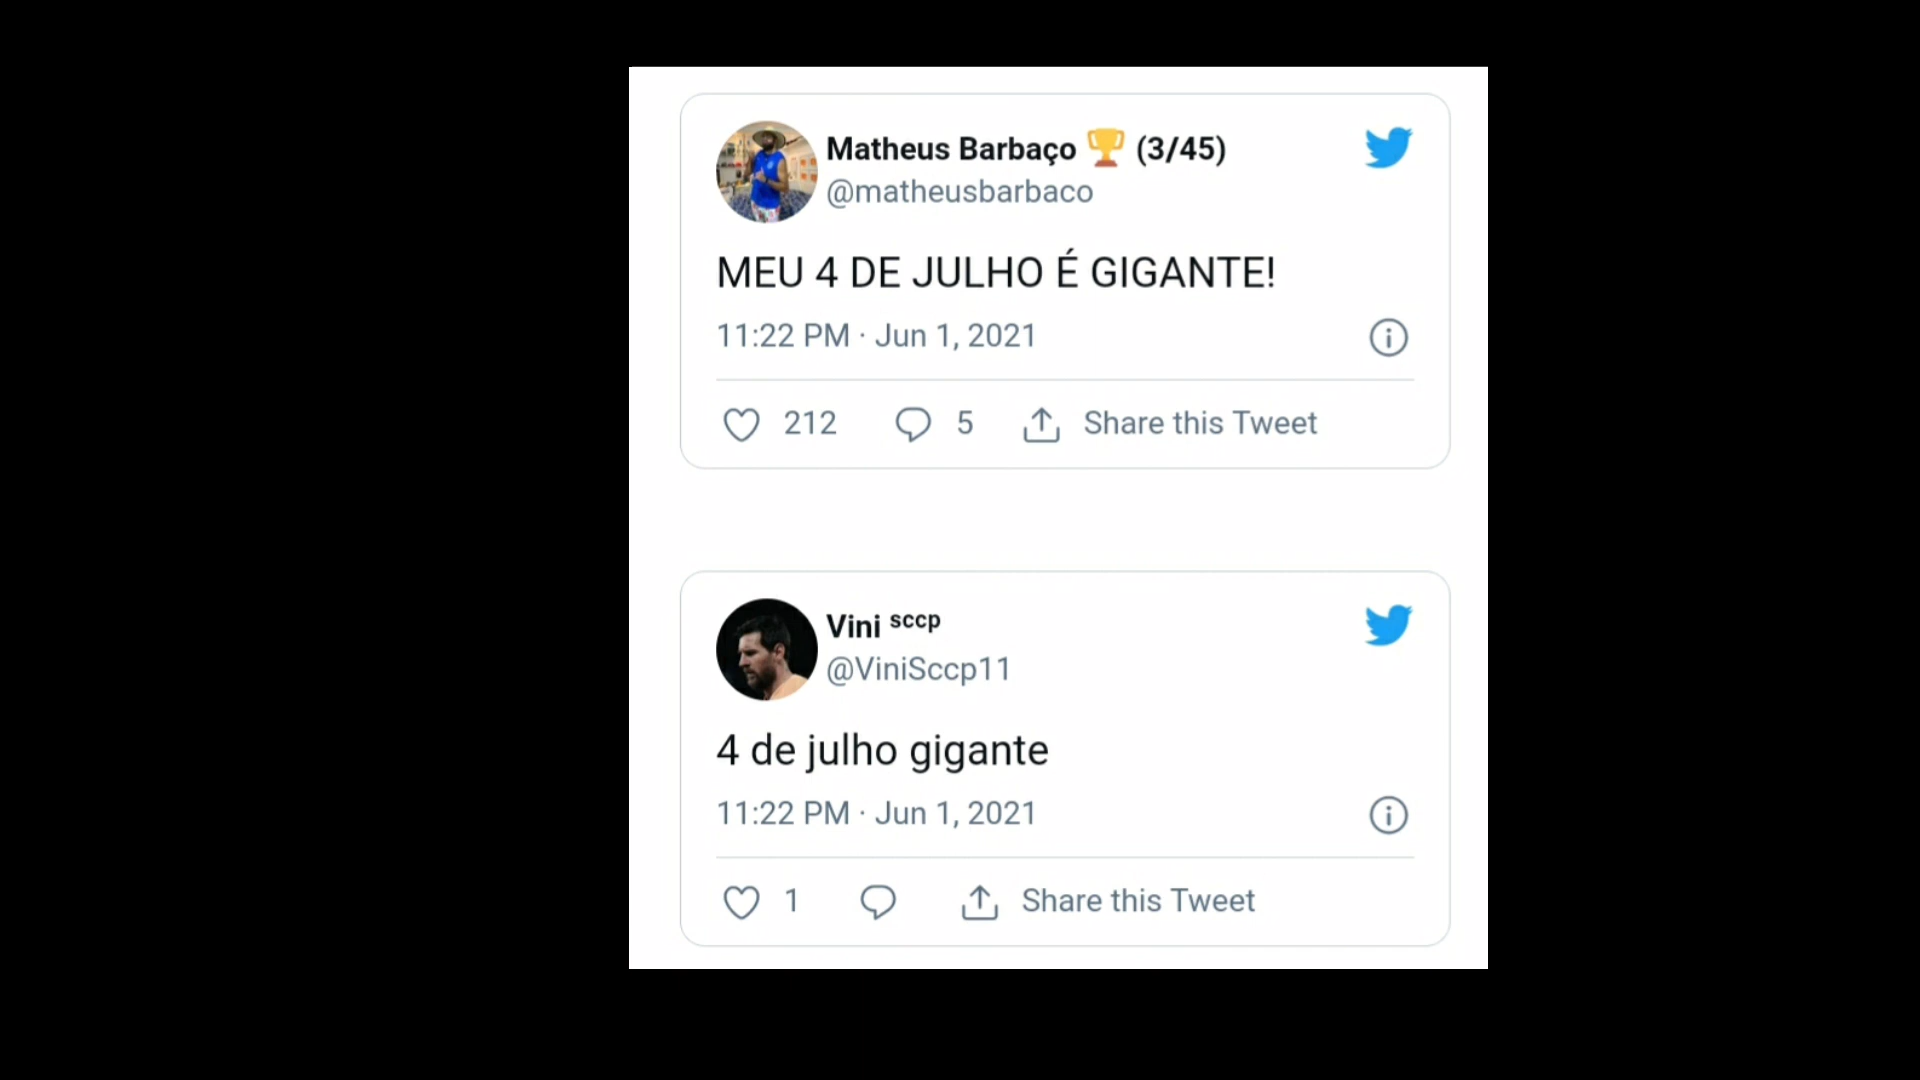 Matheus Barbaço 🏆 (3/45)
@matheusbarbaco
MEU 4 DE JULHO É GIGANTE!
11:22 PM · Jun 1, 2021
212 5 Share this Tweet
Vini ˢᶜᶜᵖ
@ViniSccp11
4 de julho gigante
11:22 PM · Jun 1, 2021
1 Share this Tweet